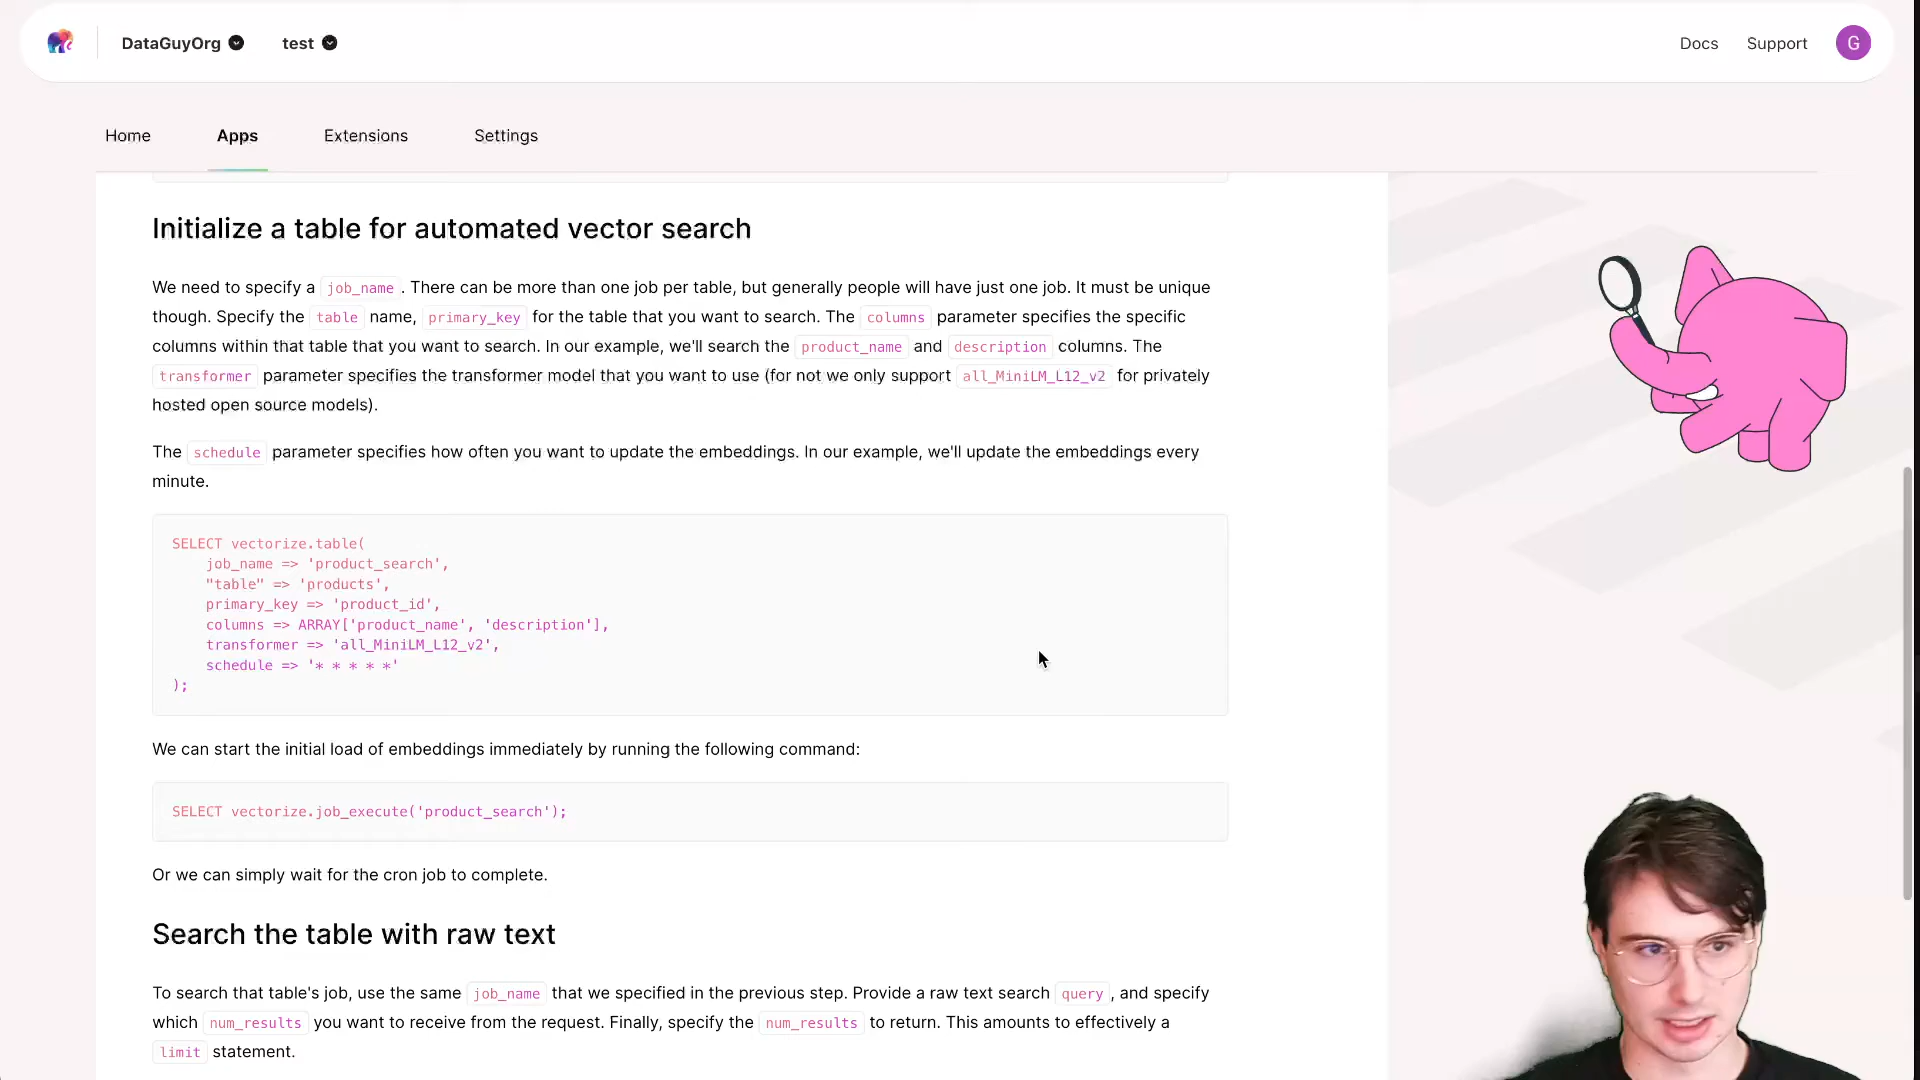 DataGuyOrg
test
Docs
Support
G
Home
Apps
Extensions
Settings
Initialize a table for automated vector search
We need to specify a job_name . There can be more than one job per table, but generally people will have just one job. It must be unique
though. Specify the table name, primary_key for the table that you want to search. The columns parameter specifies the specific
columns within that table that you want to search. In our example, we'll search the product_name and description columns. The
transformer parameter specifies the transformer model that you want to use (for not we only support all_MiniLM_L12_v2 for privately
hosted open source models).
The schedule parameter specifies how often you want to update the embeddings. In our example, we'll update the embeddings every
minute.
SELECT vectorize.table(
    job_name => 'product_search',
    "table" => 'products',
    primary_key => 'product_id',
    columns => ARRAY['product_name', 'description'],
    transformer => 'all_MiniLM_L12_v2',
    schedule => '* * * * *'
);
We can start the initial load of embeddings immediately by running the following command:
SELECT vectorize.job_execute('product_search');
Or we can simply wait for the cron job to complete.
Search the table with raw text
To search that table's job, use the same job_name that we specified in the previous step. Provide a raw text search query , and specify
which num_results you want to receive from the request. Finally, specify the num_results to return. This amounts to effectively a
limit statement.